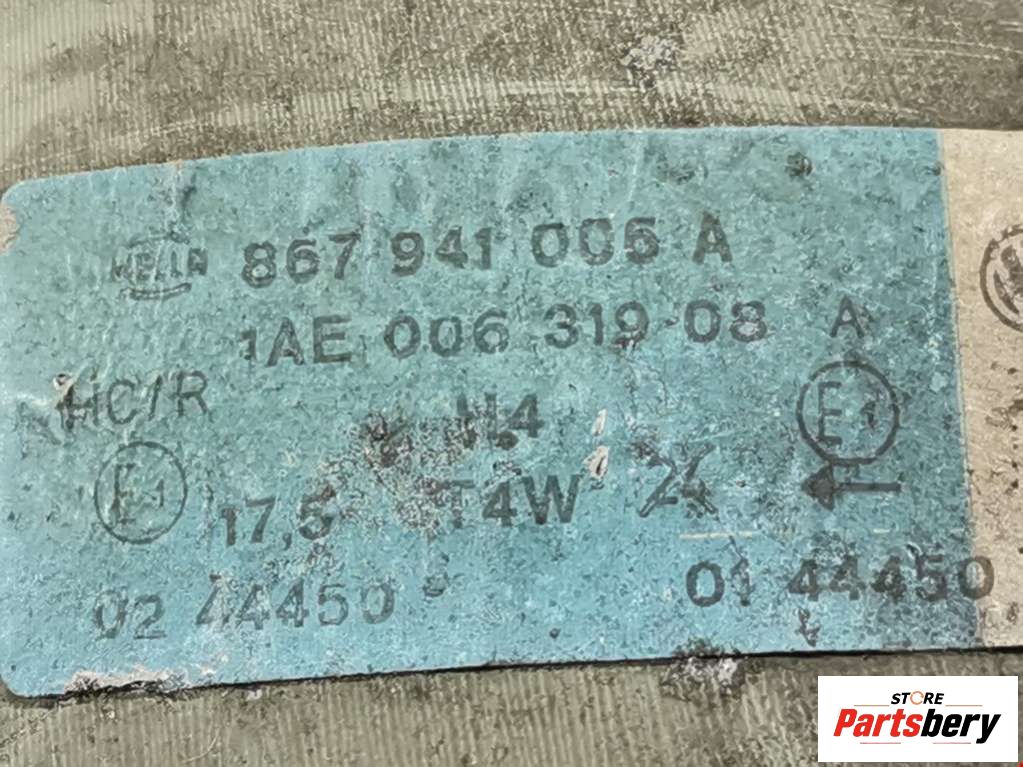 HELLA 867 941 005 A
1AE 006 319-08 A
HC/R H4 E1
E1 17,5 T4W
02 44450 01 44450
STORE
Partsbery